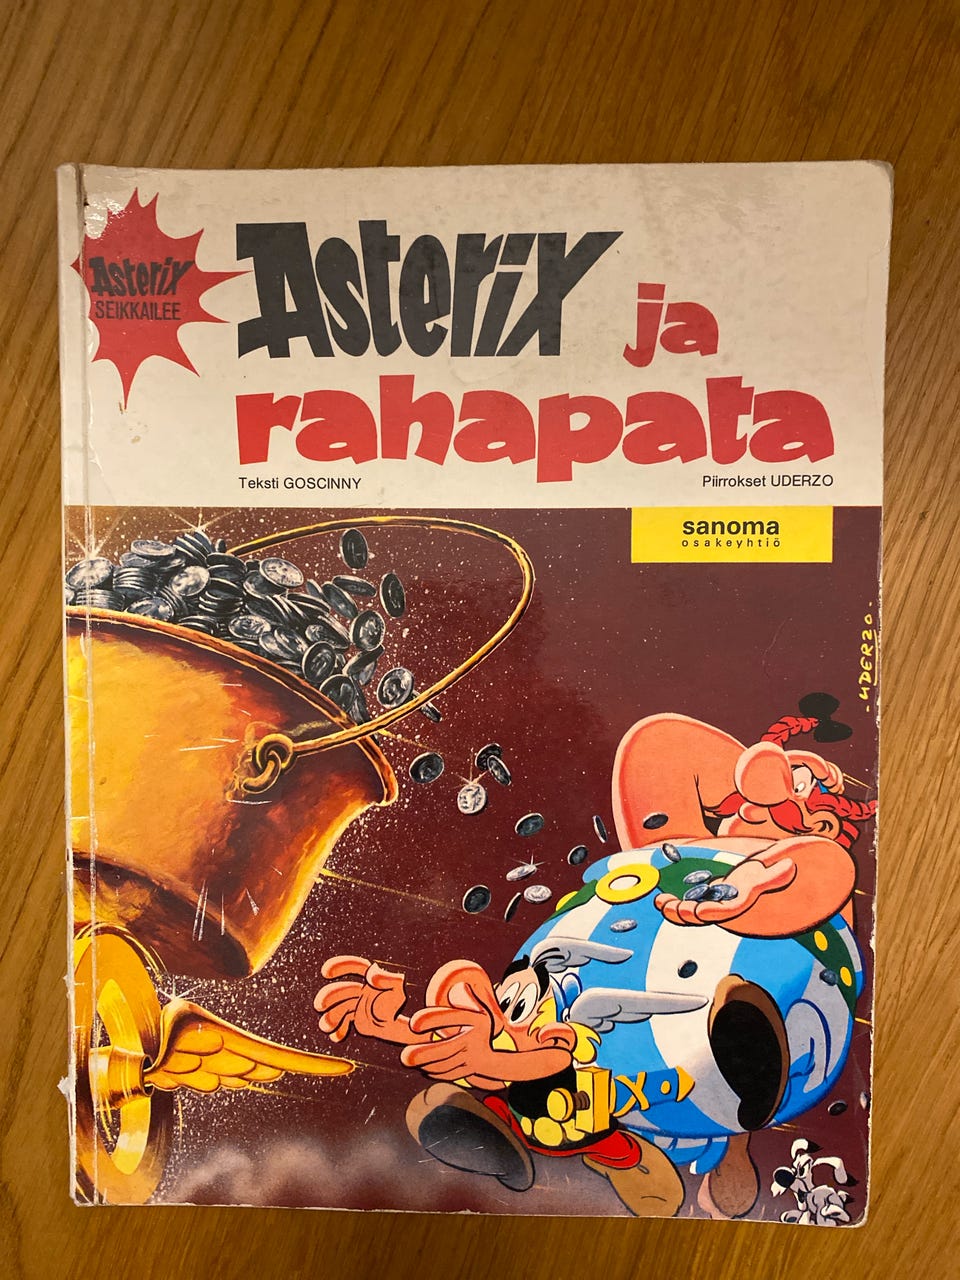 Asterix
SEIKKAILEE
Asterix ja
rahapata
Teksti GOSCINNY
Piirrokset UDERZO
sanoma
osakeyhtiö
-UDERZO-